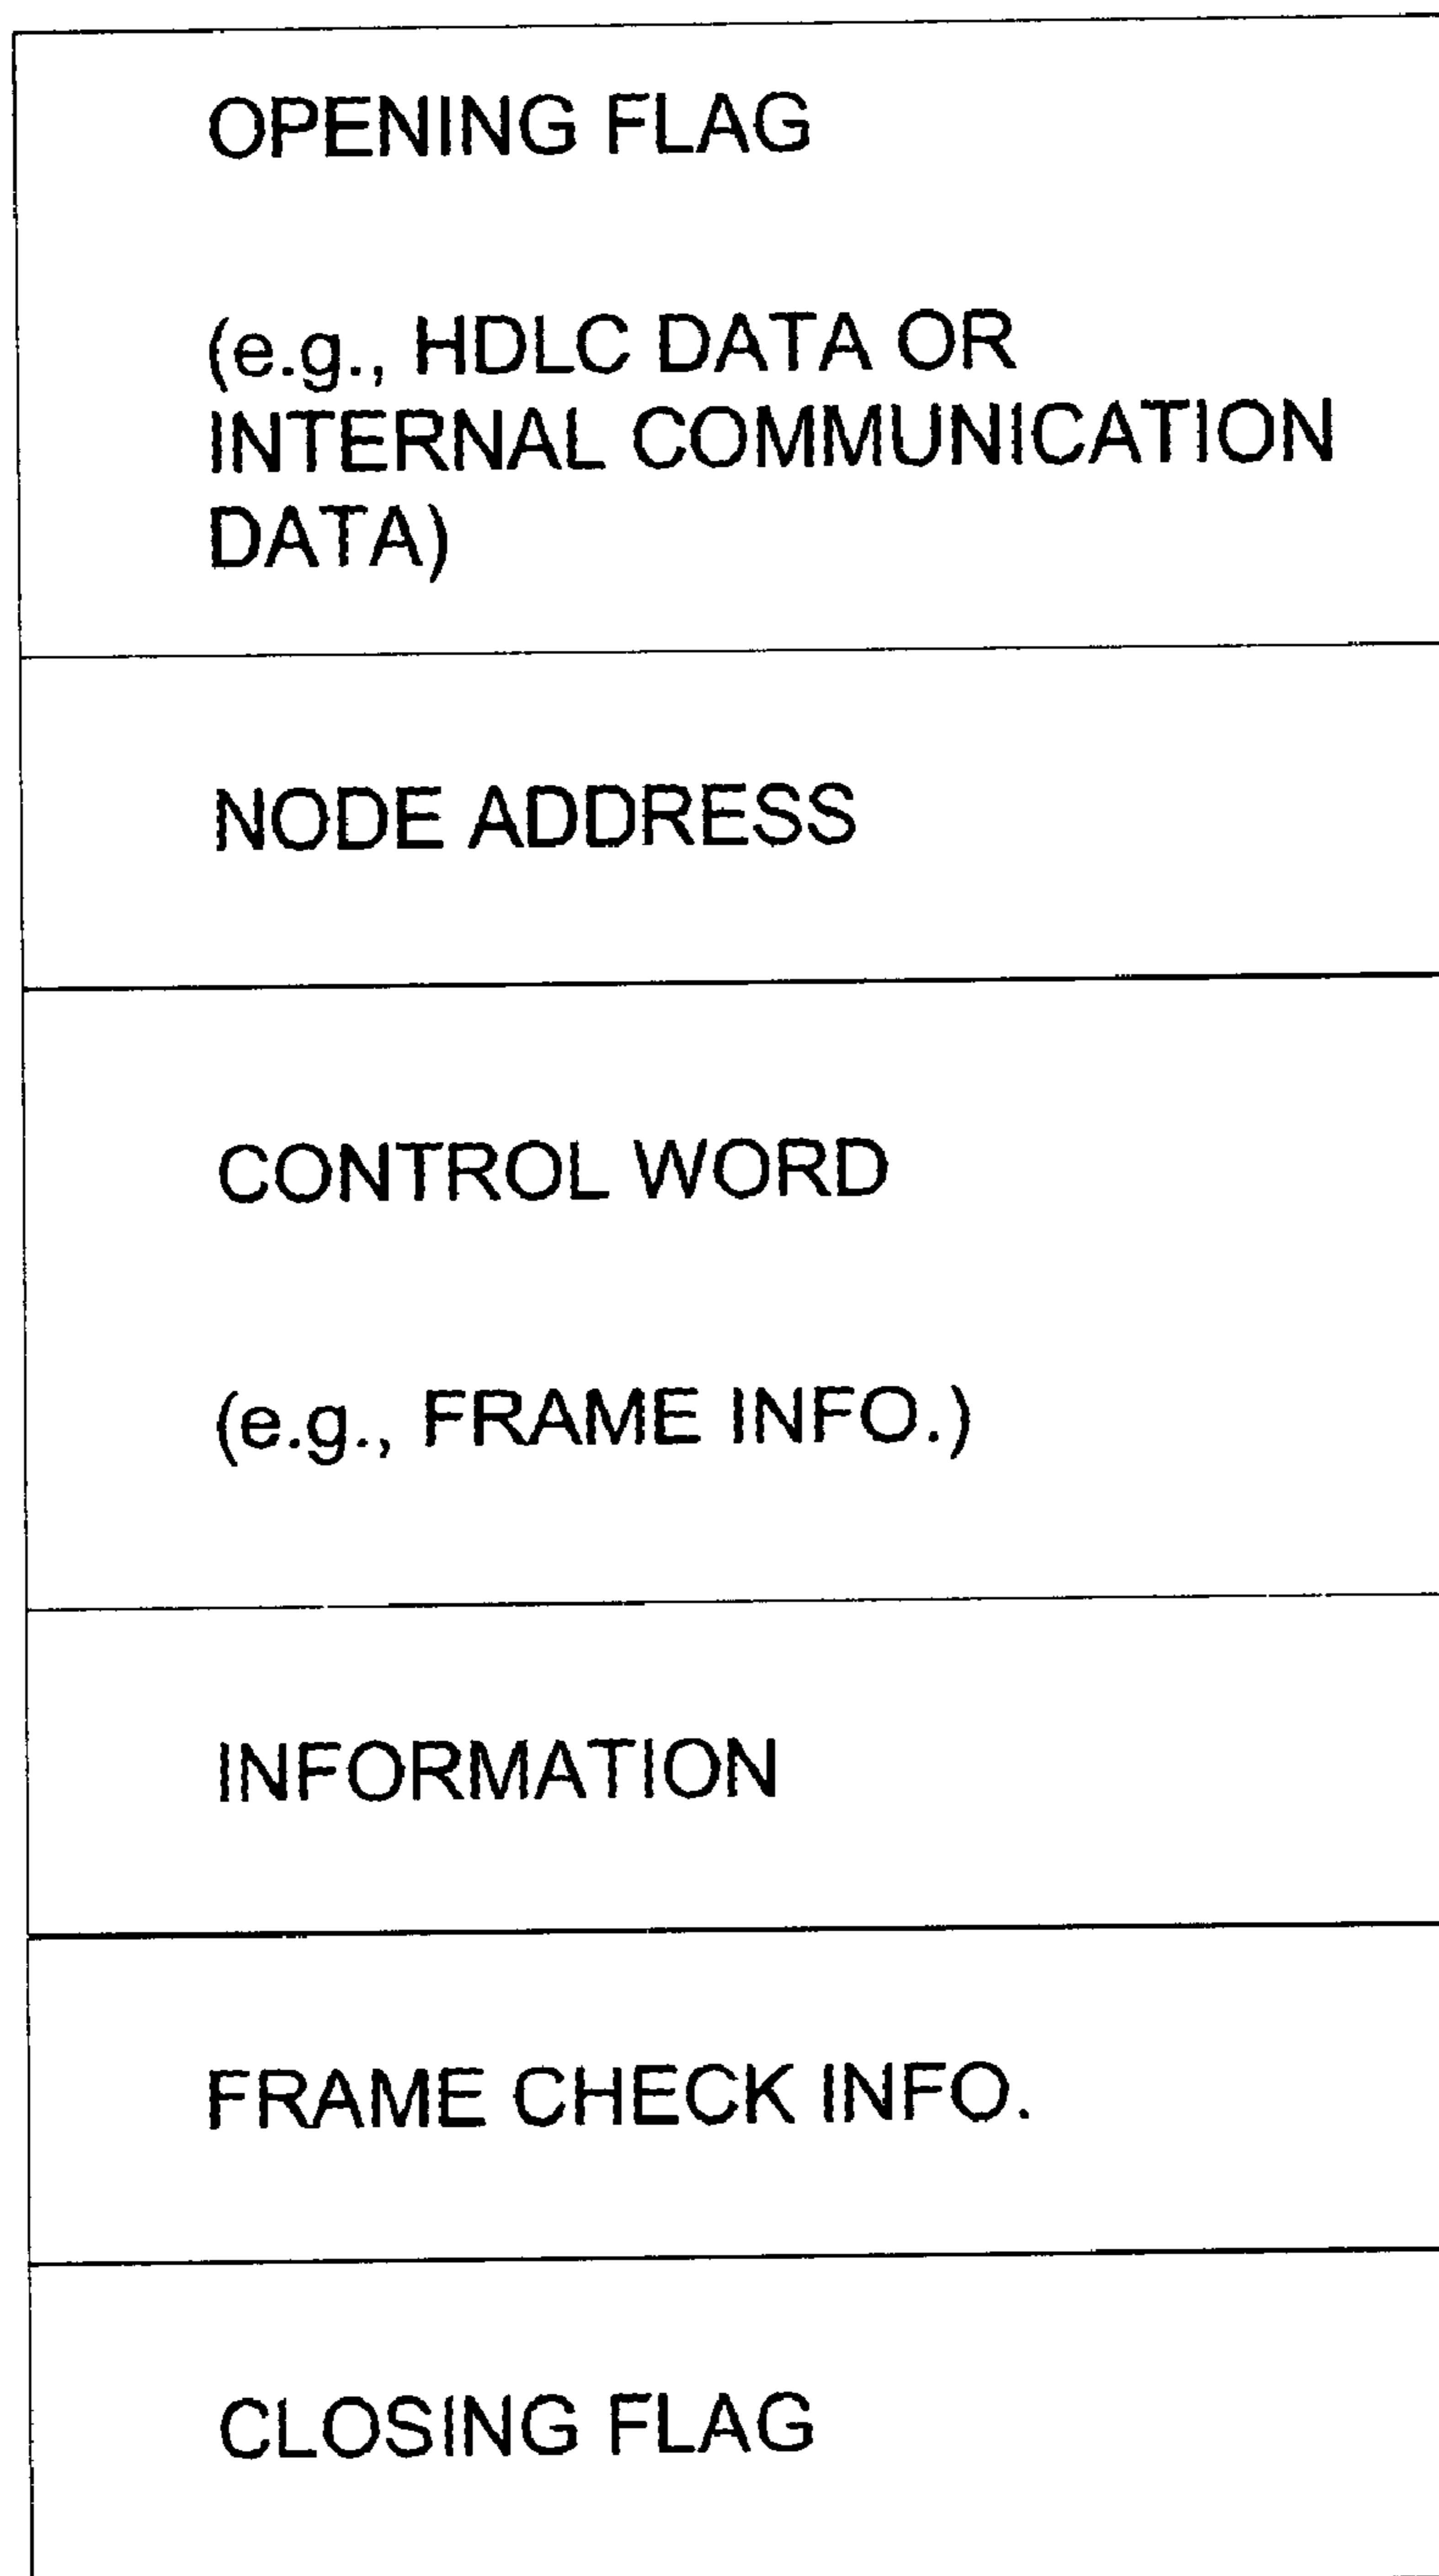 OPENING FLAG
(e.g., HDLC DATA OR
INTERNAL COMMUNICATION
DATA)
NODE ADDRESS
CONTROL WORD
(e.g., FRAME INFO.)
INFORMATION
FRAME CHECK INFO.
CLOSING FLAG